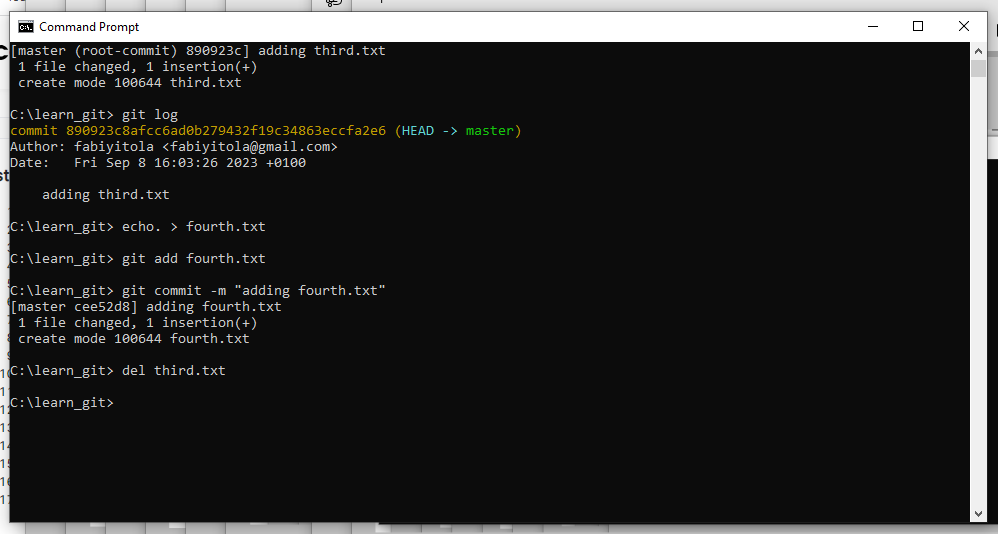 Command Prompt
[master (root-commit) 890923c] adding third.txt
 1 file changed, 1 insertion(+)
 create mode 100644 third.txt
C:\learn_git> git log
commit 890923c8afcc6ad0b279432f19c34863eccfa2e6 (HEAD -> master)
Author: fabiyitola <fabiyitola@gmail.com>
Date:   Fri Sep 8 16:03:26 2023 +0100
    adding third.txt
C:\learn_git> echo. > fourth.txt
C:\learn_git> git add fourth.txt
C:\learn_git> git commit -m "adding fourth.txt"
[master cee52d8] adding fourth.txt
 1 file changed, 1 insertion(+)
 create mode 100644 fourth.txt
C:\learn_git> del third.txt
C:\learn_git>